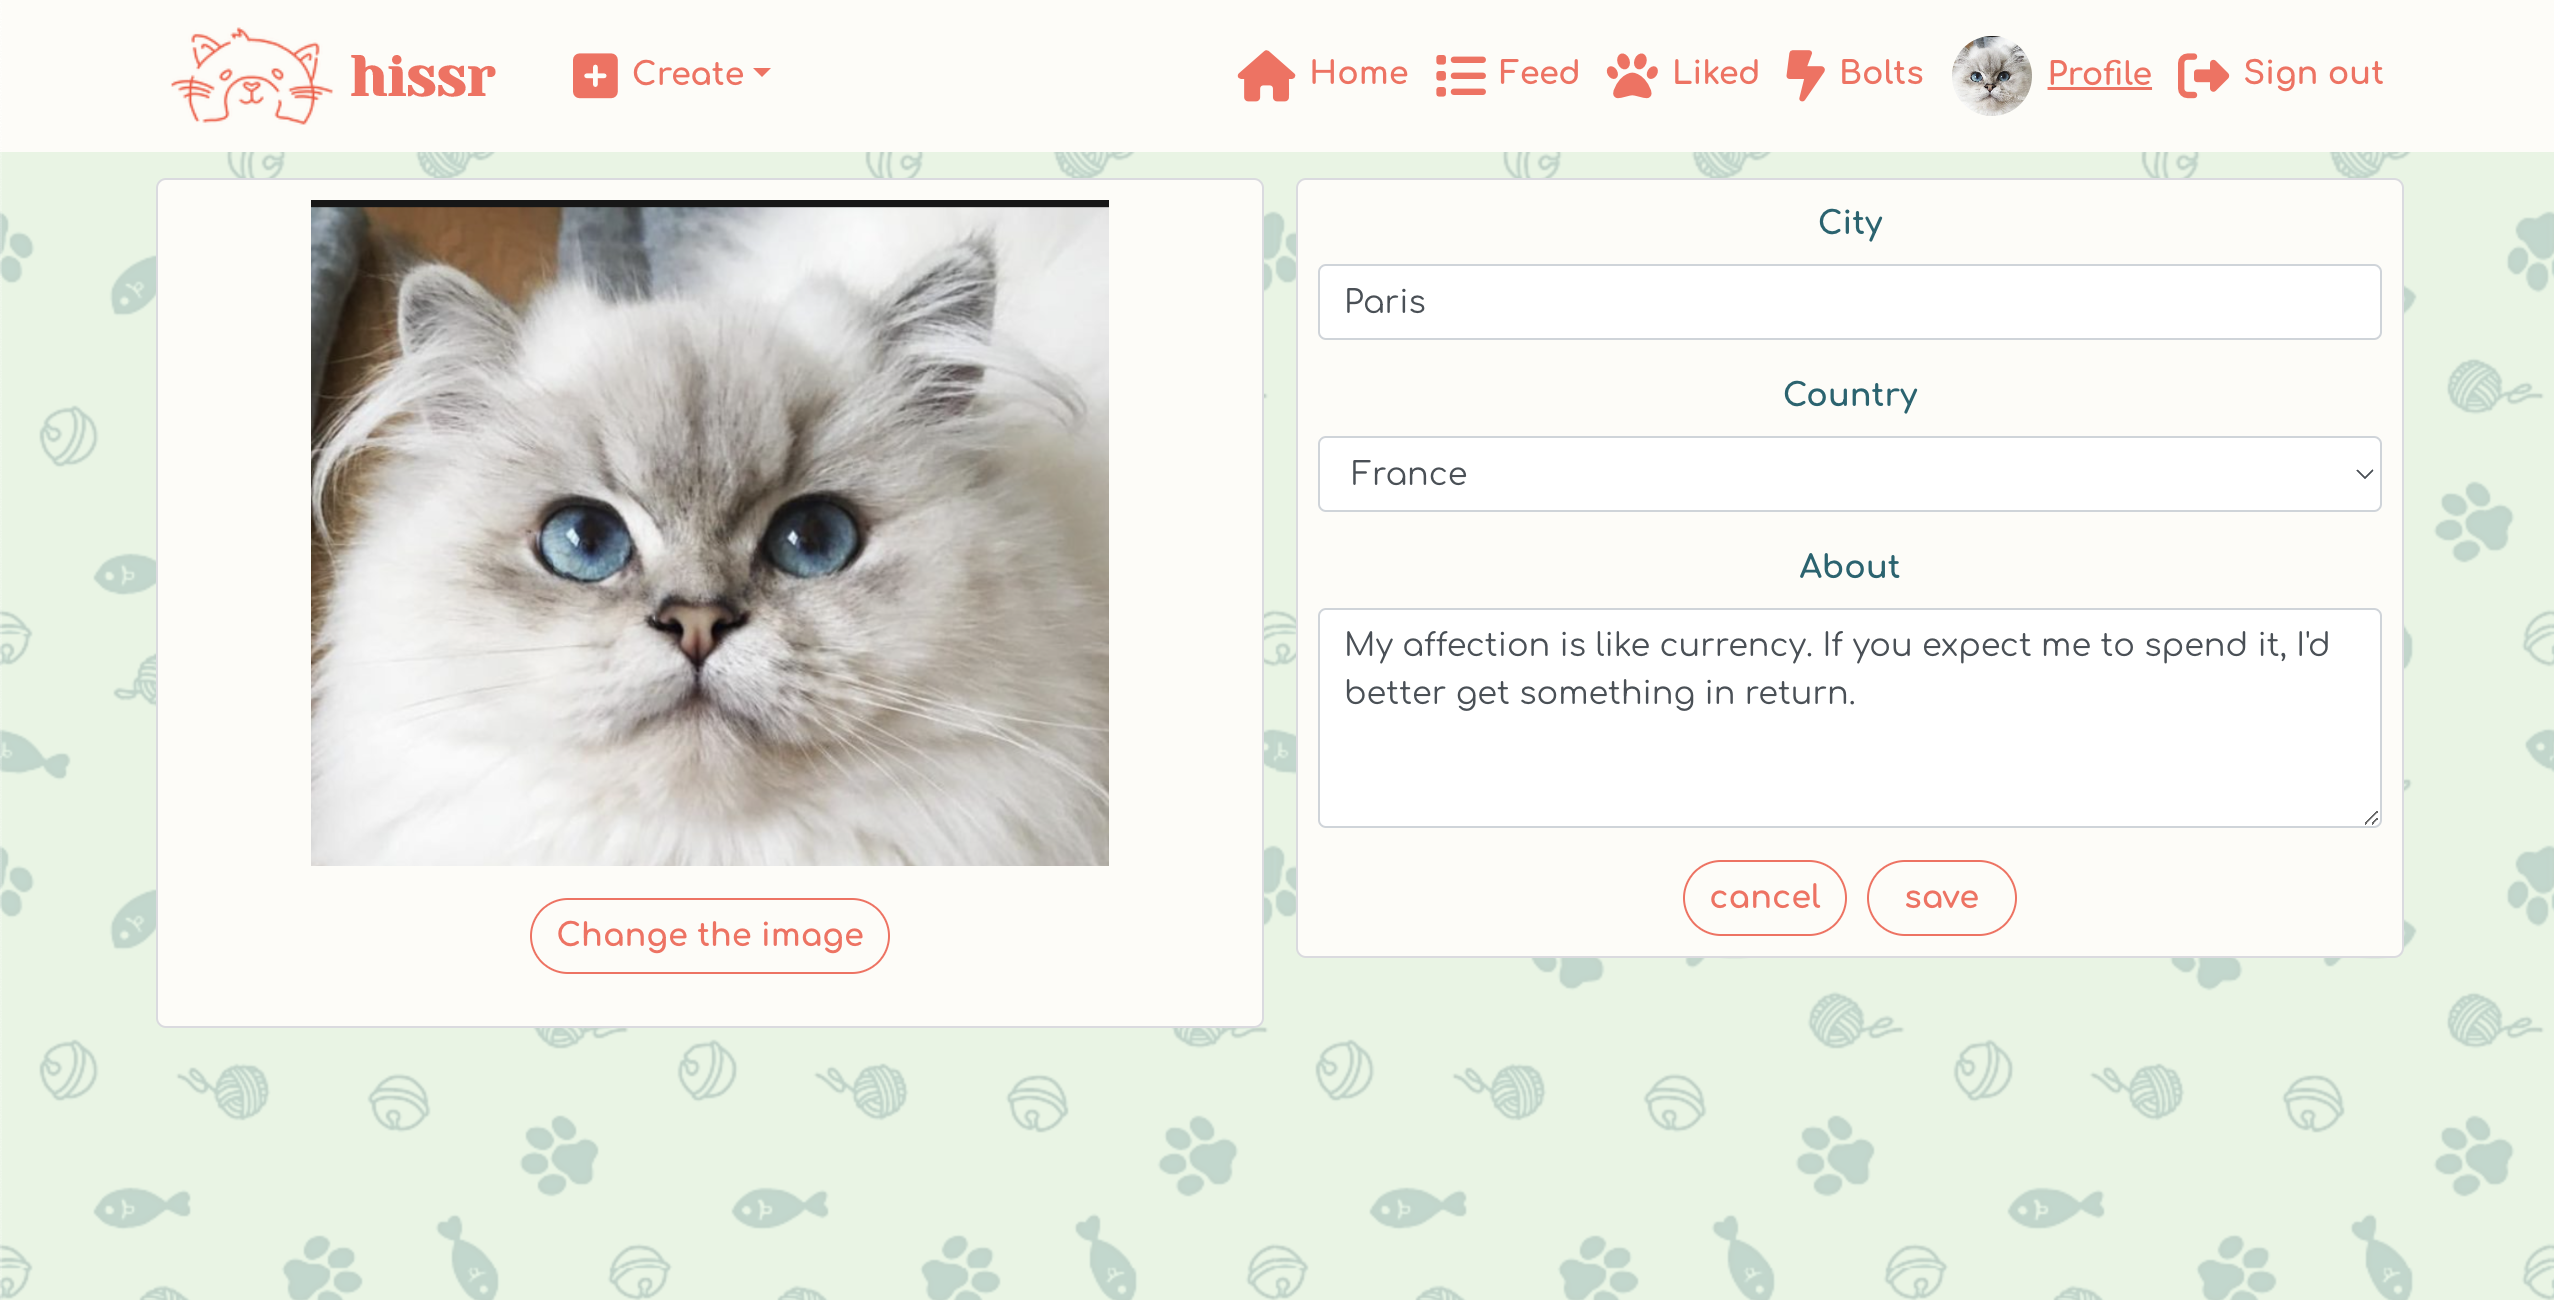 hissr
Create
Home
Feed
Liked
Bolts
Profile
Sign out
Change the image
City
Paris
Country
France
About
My affection is like currency. If you expect me to spend it, I'd
better get something in return.
cancel
save